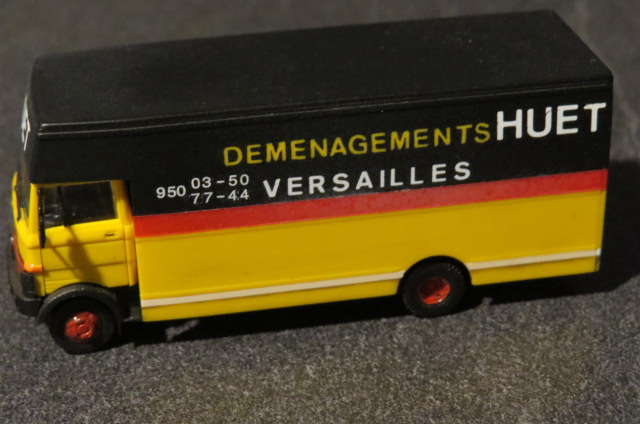 DEMENAGEMENTS HUET
950 03-50
77-44
VERSAILLES